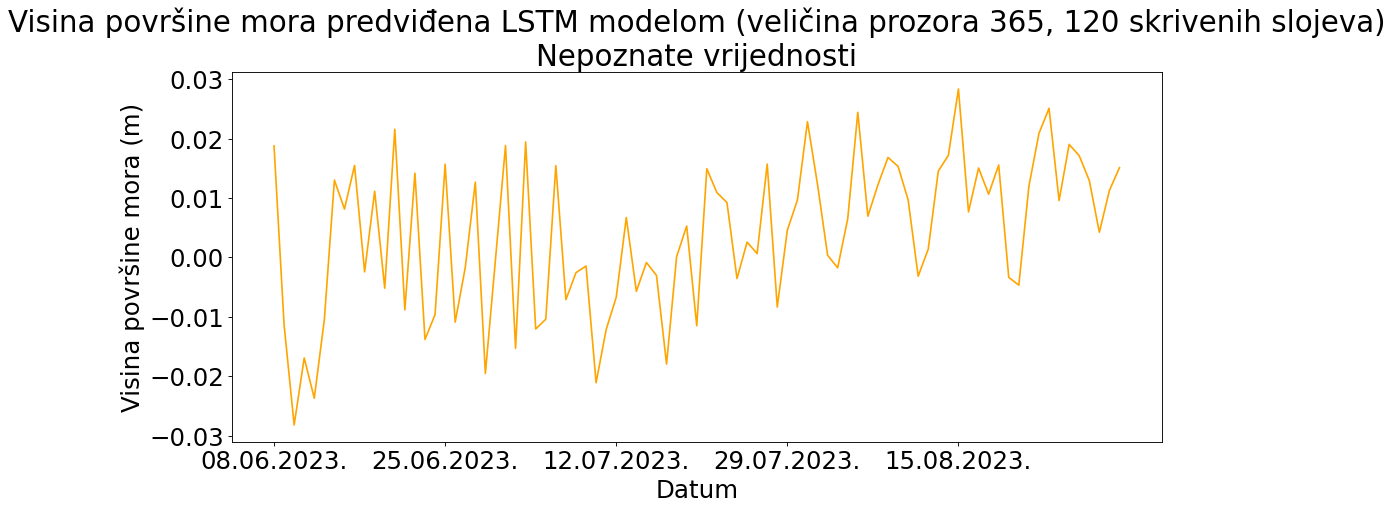 Visina površine mora predviđena LSTM modelom (veličina prozora 365, 120 skrivenih slojeva)
Nepoznate vrijednosti
Visina površine mora (m)
0.03
0.02
0.01
0.00
−0.01
−0.02
−0.03
08.06.2023. 25.06.2023. 12.07.2023. 29.07.2023. 15.08.2023.
Datum